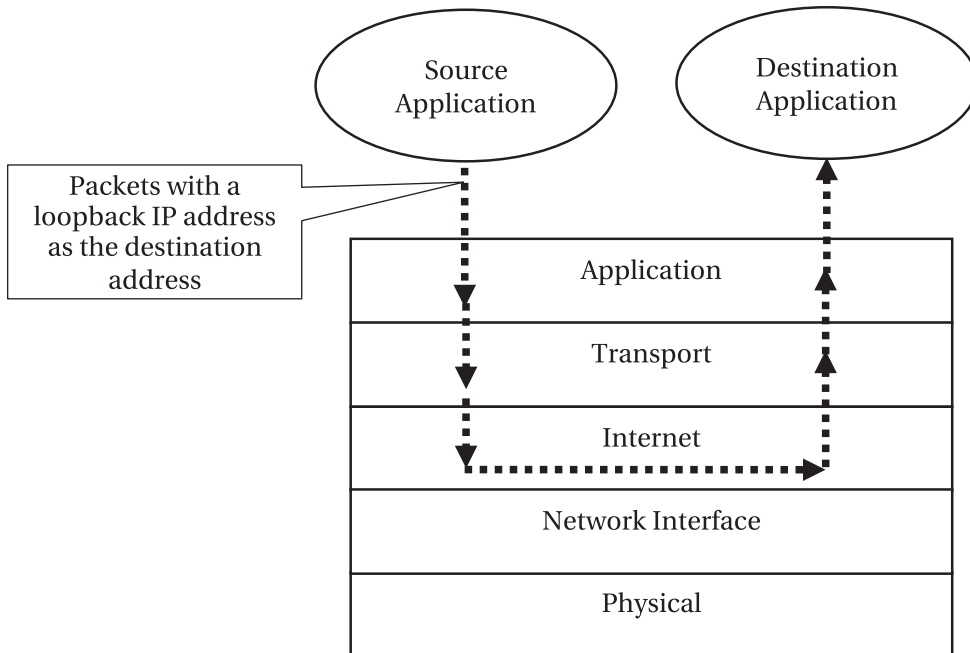 Source
Application
Destination
Application
Packets with a
loopback IP address
as the destination
address
Application
Transport
Internet
Network Interface
Physical